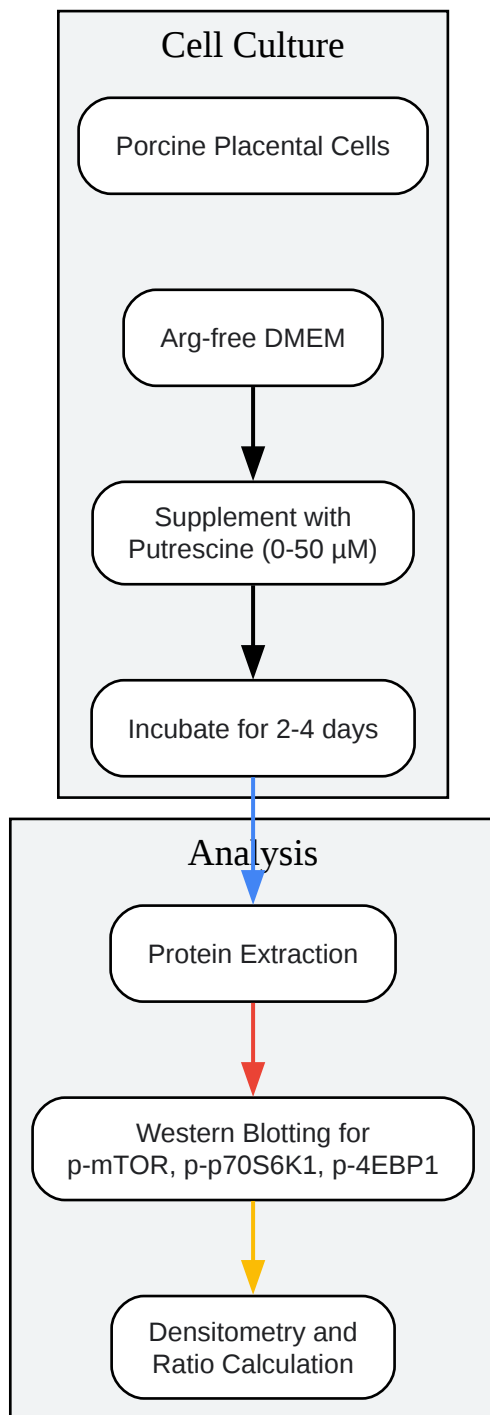 Cell Culture
Porcine Placental Cells
Arg-free DMEM
Supplement with
Putrescine (0-50 µM)
Incubate for 2-4 days
Analysis
Protein Extraction
Western Blotting for
p-mTOR, p-p70S6K1, p-4EBP1
Densitometry and
Ratio Calculation